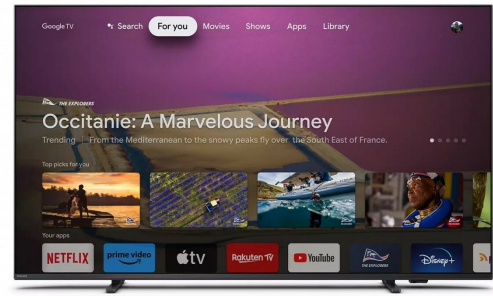 Google TV
Search
For you
Movies
Shows
Apps
Library
THE EXPLORERS
Occitanie: A Marvelous Journey
Trending | From the Mediterranean to the snowy peaks fly over the South East of France.
Top picks for you
Your apps
NETFLIX
prime video
tv
Rakuten TV
YouTube
THE EXPLORERS
Disney+